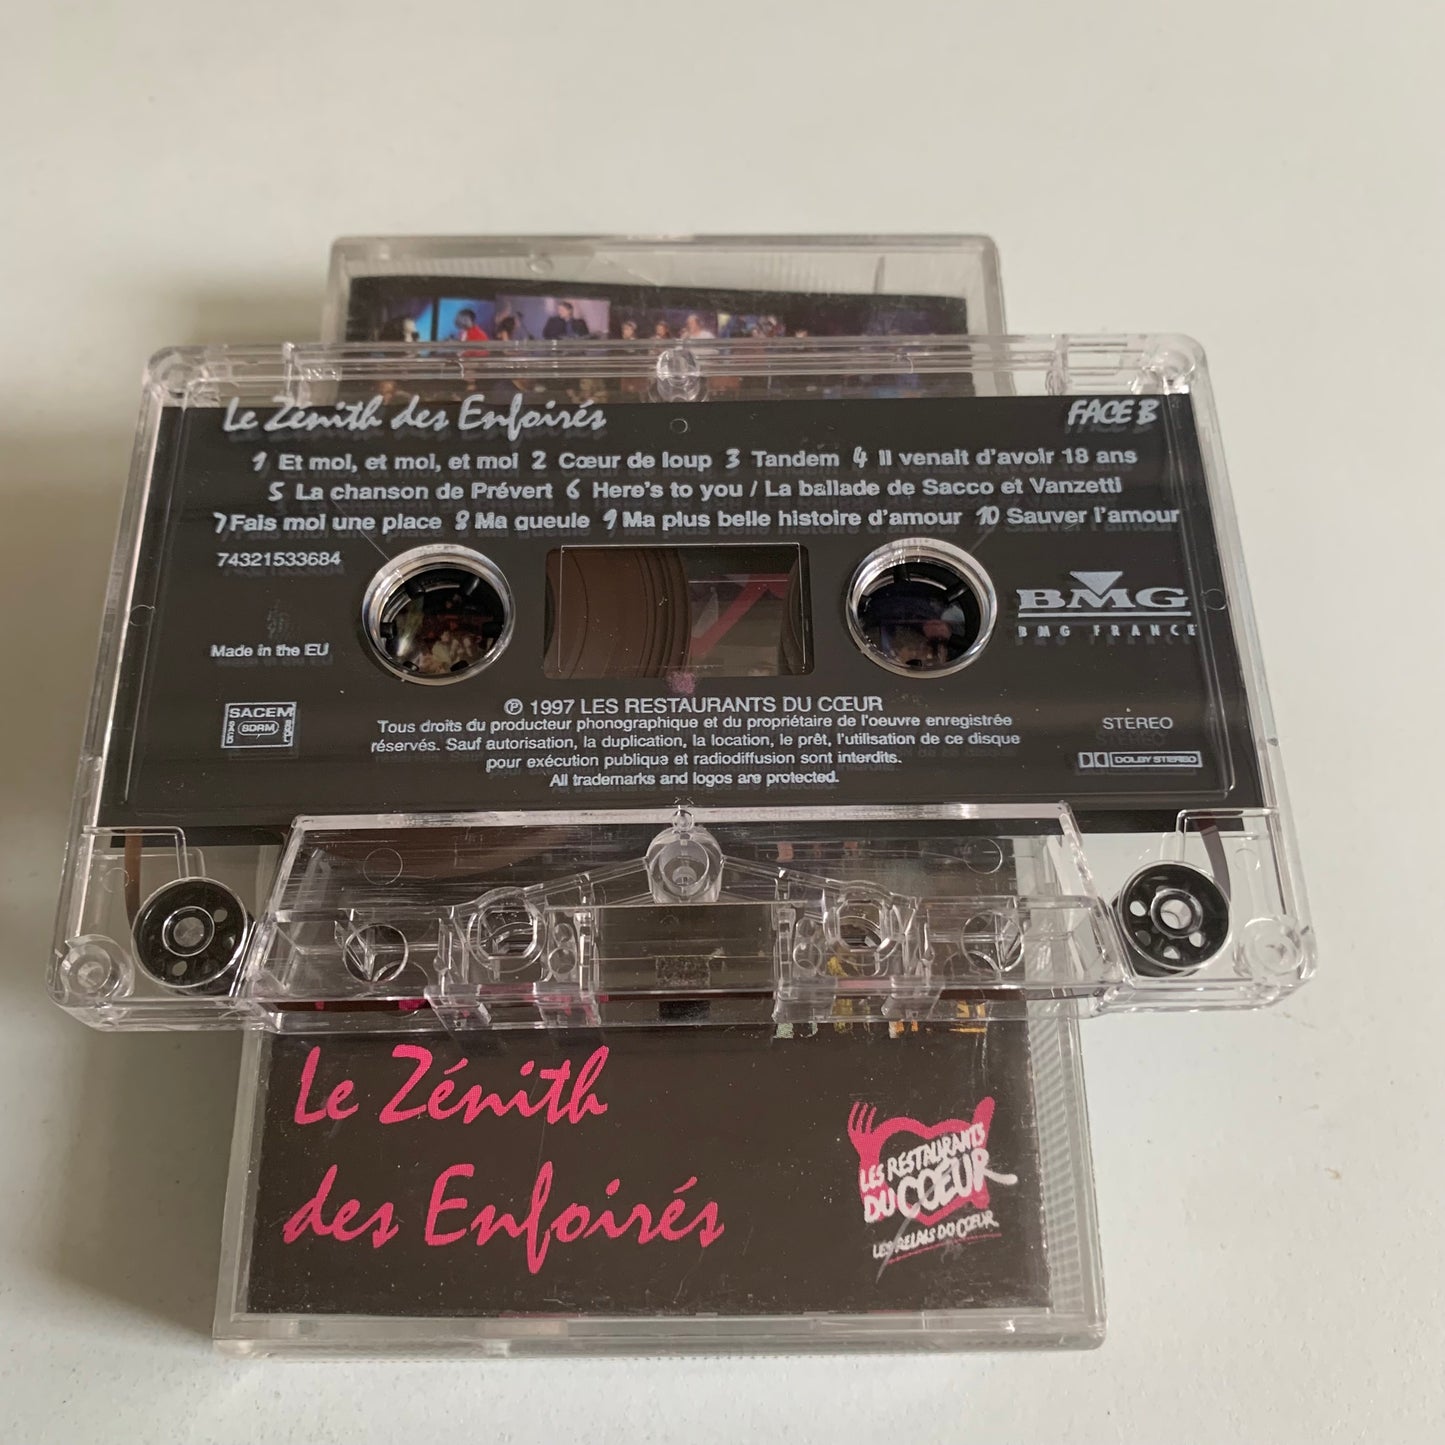 Le Zénith des Enfoirés FACE B
1 Et moi, et moi, et moi 2 Cœur de loup 3 Tandem 4 Il venait d'avoir 18 ans
5 La chanson de Prévert 6 Here's to you / La ballade de Sacco et Vanzetti
7 Fais moi une place 8 Ma gueule 9 Ma plus belle histoire d'amour 10 Sauver l'amour
74321533684
BMG
BMG FRANCE
Made in the EU
℗ 1997 LES RESTAURANTS DU CŒUR
Tous droits du producteur phonographique et du propriétaire de l'oeuvre enregistrée
réservés. Sauf autorisation, la duplication, la location, le prêt, l'utilisation de ce disque
pour exécution publique et radiodiffusion sont interdits.
All trademarks and logos are protected.
SACEM
SDRM
STEREO
DOLBY STEREO
Le Zénith
des Enfoirés
LES RESTAURANTS
DU CŒUR
LES RELAIS DU CŒUR